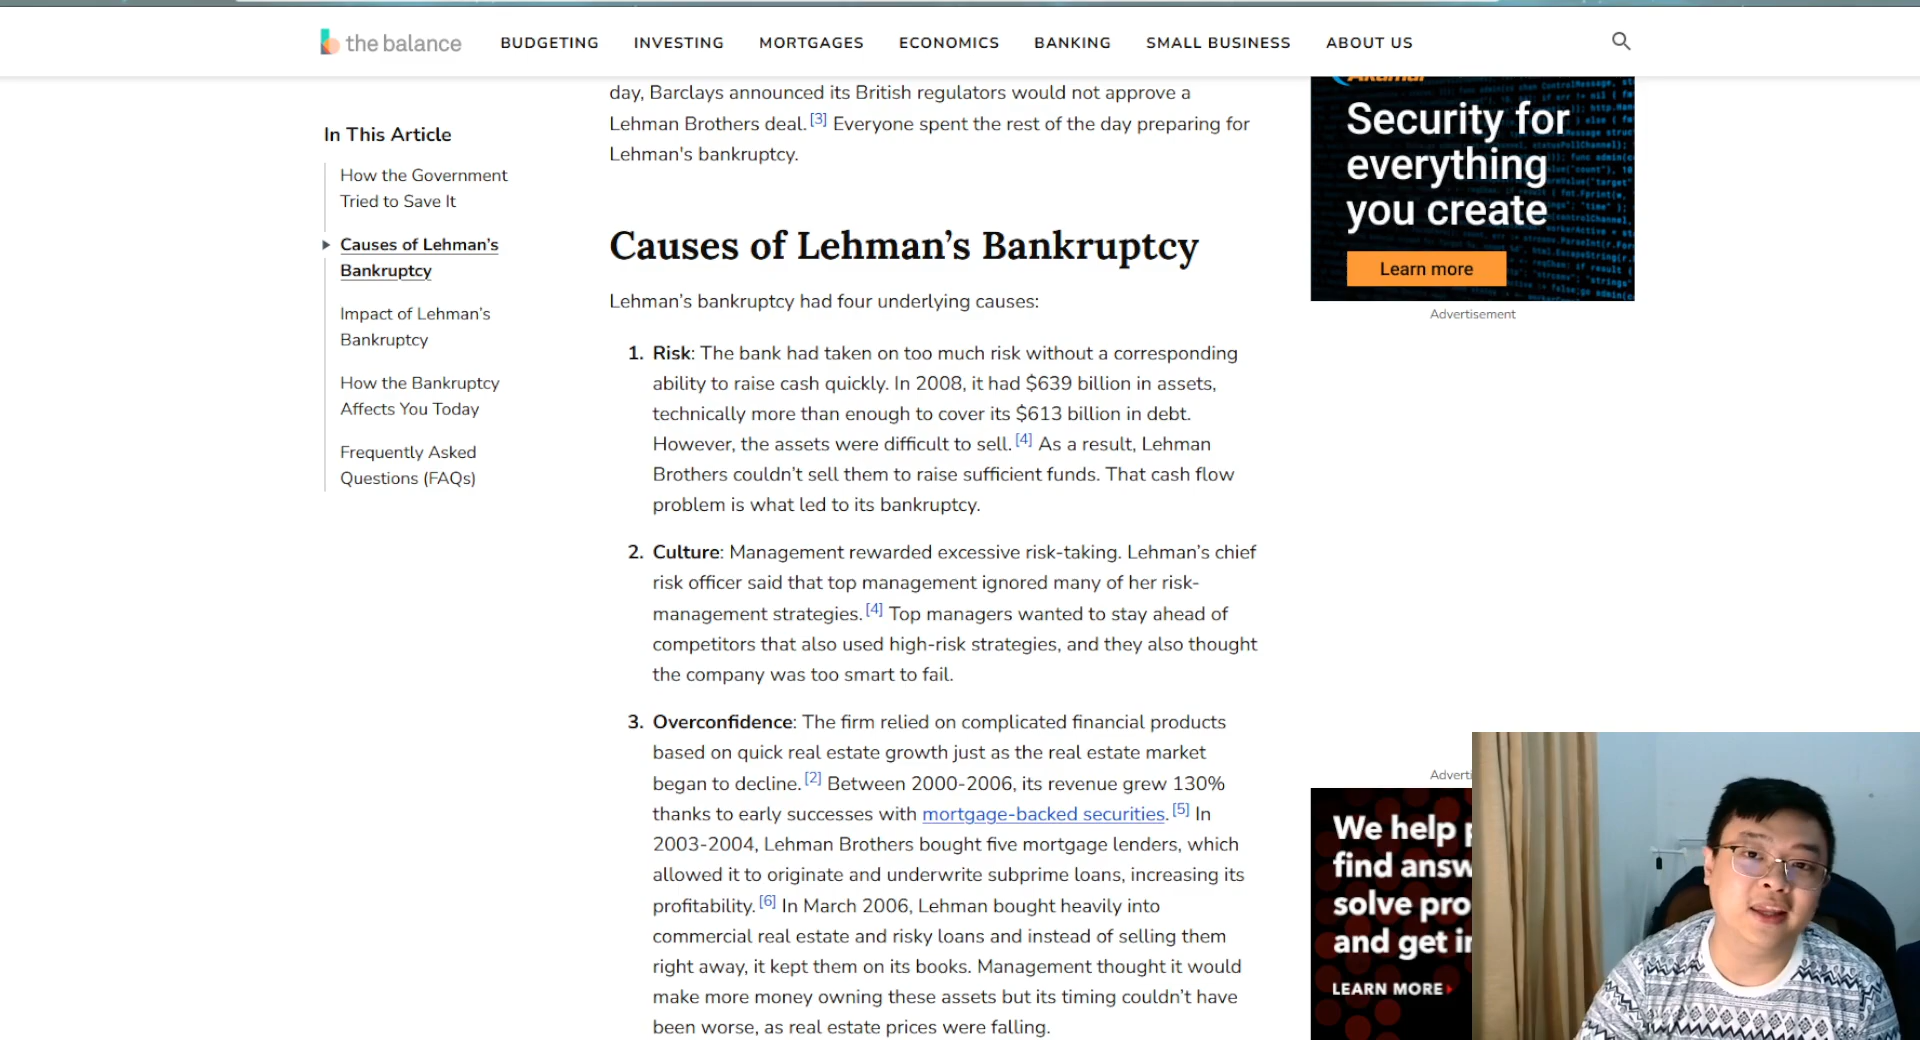 the balance
BUDGETING
INVESTING
MORTGAGES
ECONOMICS
BANKING
SMALL BUSINESS
ABOUT US
In This Article
How the Government
Tried to Save It
Causes of Lehman's
Bankruptcy
Impact of Lehman's
Bankruptcy
How the Bankruptcy
Affects You Today
Frequently Asked
Questions (FAQs)
day, Barclays announced its British regulators would not approve a
Lehman Brothers deal.[3] Everyone spent the rest of the day preparing for
Lehman's bankruptcy.
Causes of Lehman's Bankruptcy
Lehman's bankruptcy had four underlying causes:
1. Risk: The bank had taken on too much risk without a corresponding
ability to raise cash quickly. In 2008, it had $639 billion in assets,
technically more than enough to cover its $613 billion in debt.
However, the assets were difficult to sell.[4] As a result, Lehman
Brothers couldn't sell them to raise sufficient funds. That cash flow
problem is what led to its bankruptcy.
2. Culture: Management rewarded excessive risk-taking. Lehman's chief
risk officer said that top management ignored many of her risk-
management strategies.[4] Top managers wanted to stay ahead of
competitors that also used high-risk strategies, and they also thought
the company was too smart to fail.
3. Overconfidence: The firm relied on complicated financial products
based on quick real estate growth just as the real estate market
began to decline.[2] Between 2000-2006, its revenue grew 130%
thanks to early successes with mortgage-backed securities.[5] In
2003-2004, Lehman Brothers bought five mortgage lenders, which
allowed it to originate and underwrite subprime loans, increasing its
profitability.[6] In March 2006, Lehman bought heavily into
commercial real estate and risky loans and instead of selling them
right away, it kept them on its books. Management thought it would
make more money owning these assets but its timing couldn't have
been worse, as real estate prices were falling.
Security for
everything
you create
Learn more
Advertisement
Adverti
We help
find answ
solve pro
and get i
LEARN MORE